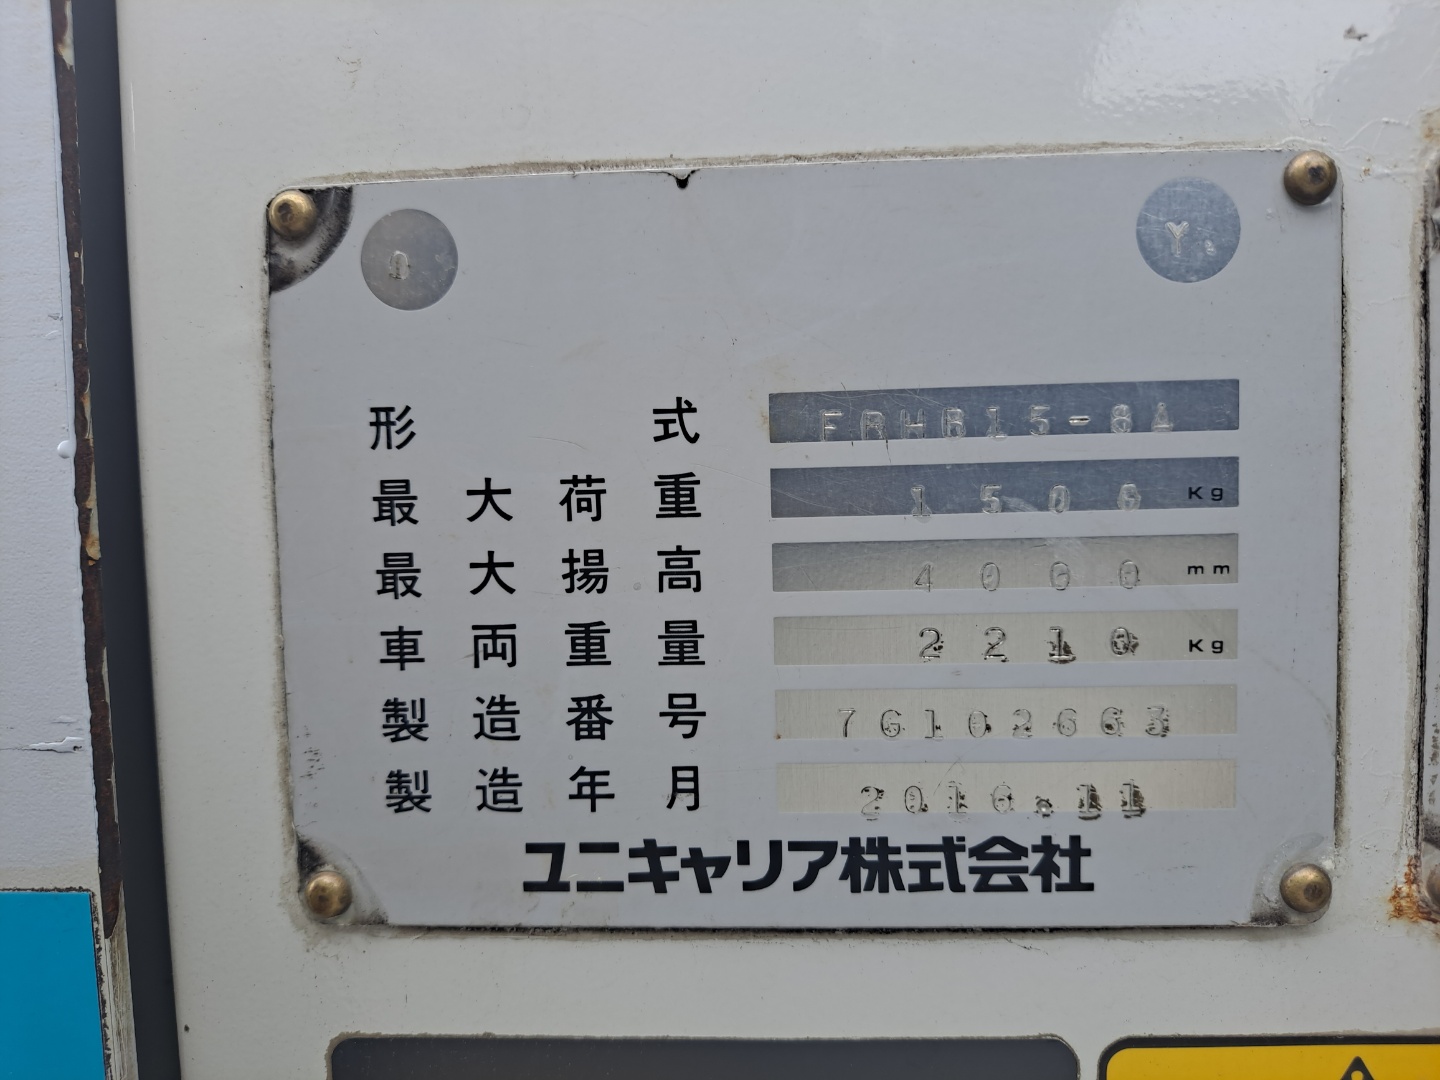 0 Y.
形式 FRHB15-8A
最大荷重 1500 Kg
最大揚高 4000 mm
車両重量 2210 Kg
製造番号 7G102663
製造年月 2016.11
ユニキャリア株式会社